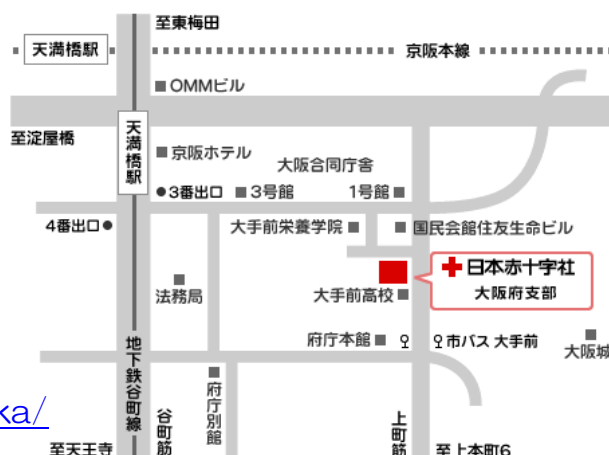 至東梅田
天満橋駅
京阪本線
OMMビル
至淀屋橋
天満橋駅
京阪ホテル
大阪合同庁舎
3番出口
3号館
1号館
4番出口
大手前栄養学院
国民会館住友生命ビル
日本赤十字社
大阪府支部
法務局
大手前高校
府庁本館
市バス 大手前
大阪城
地下鉄谷町線
府庁別館
ka/
谷町筋
上町筋
至天王寺
至上本町6